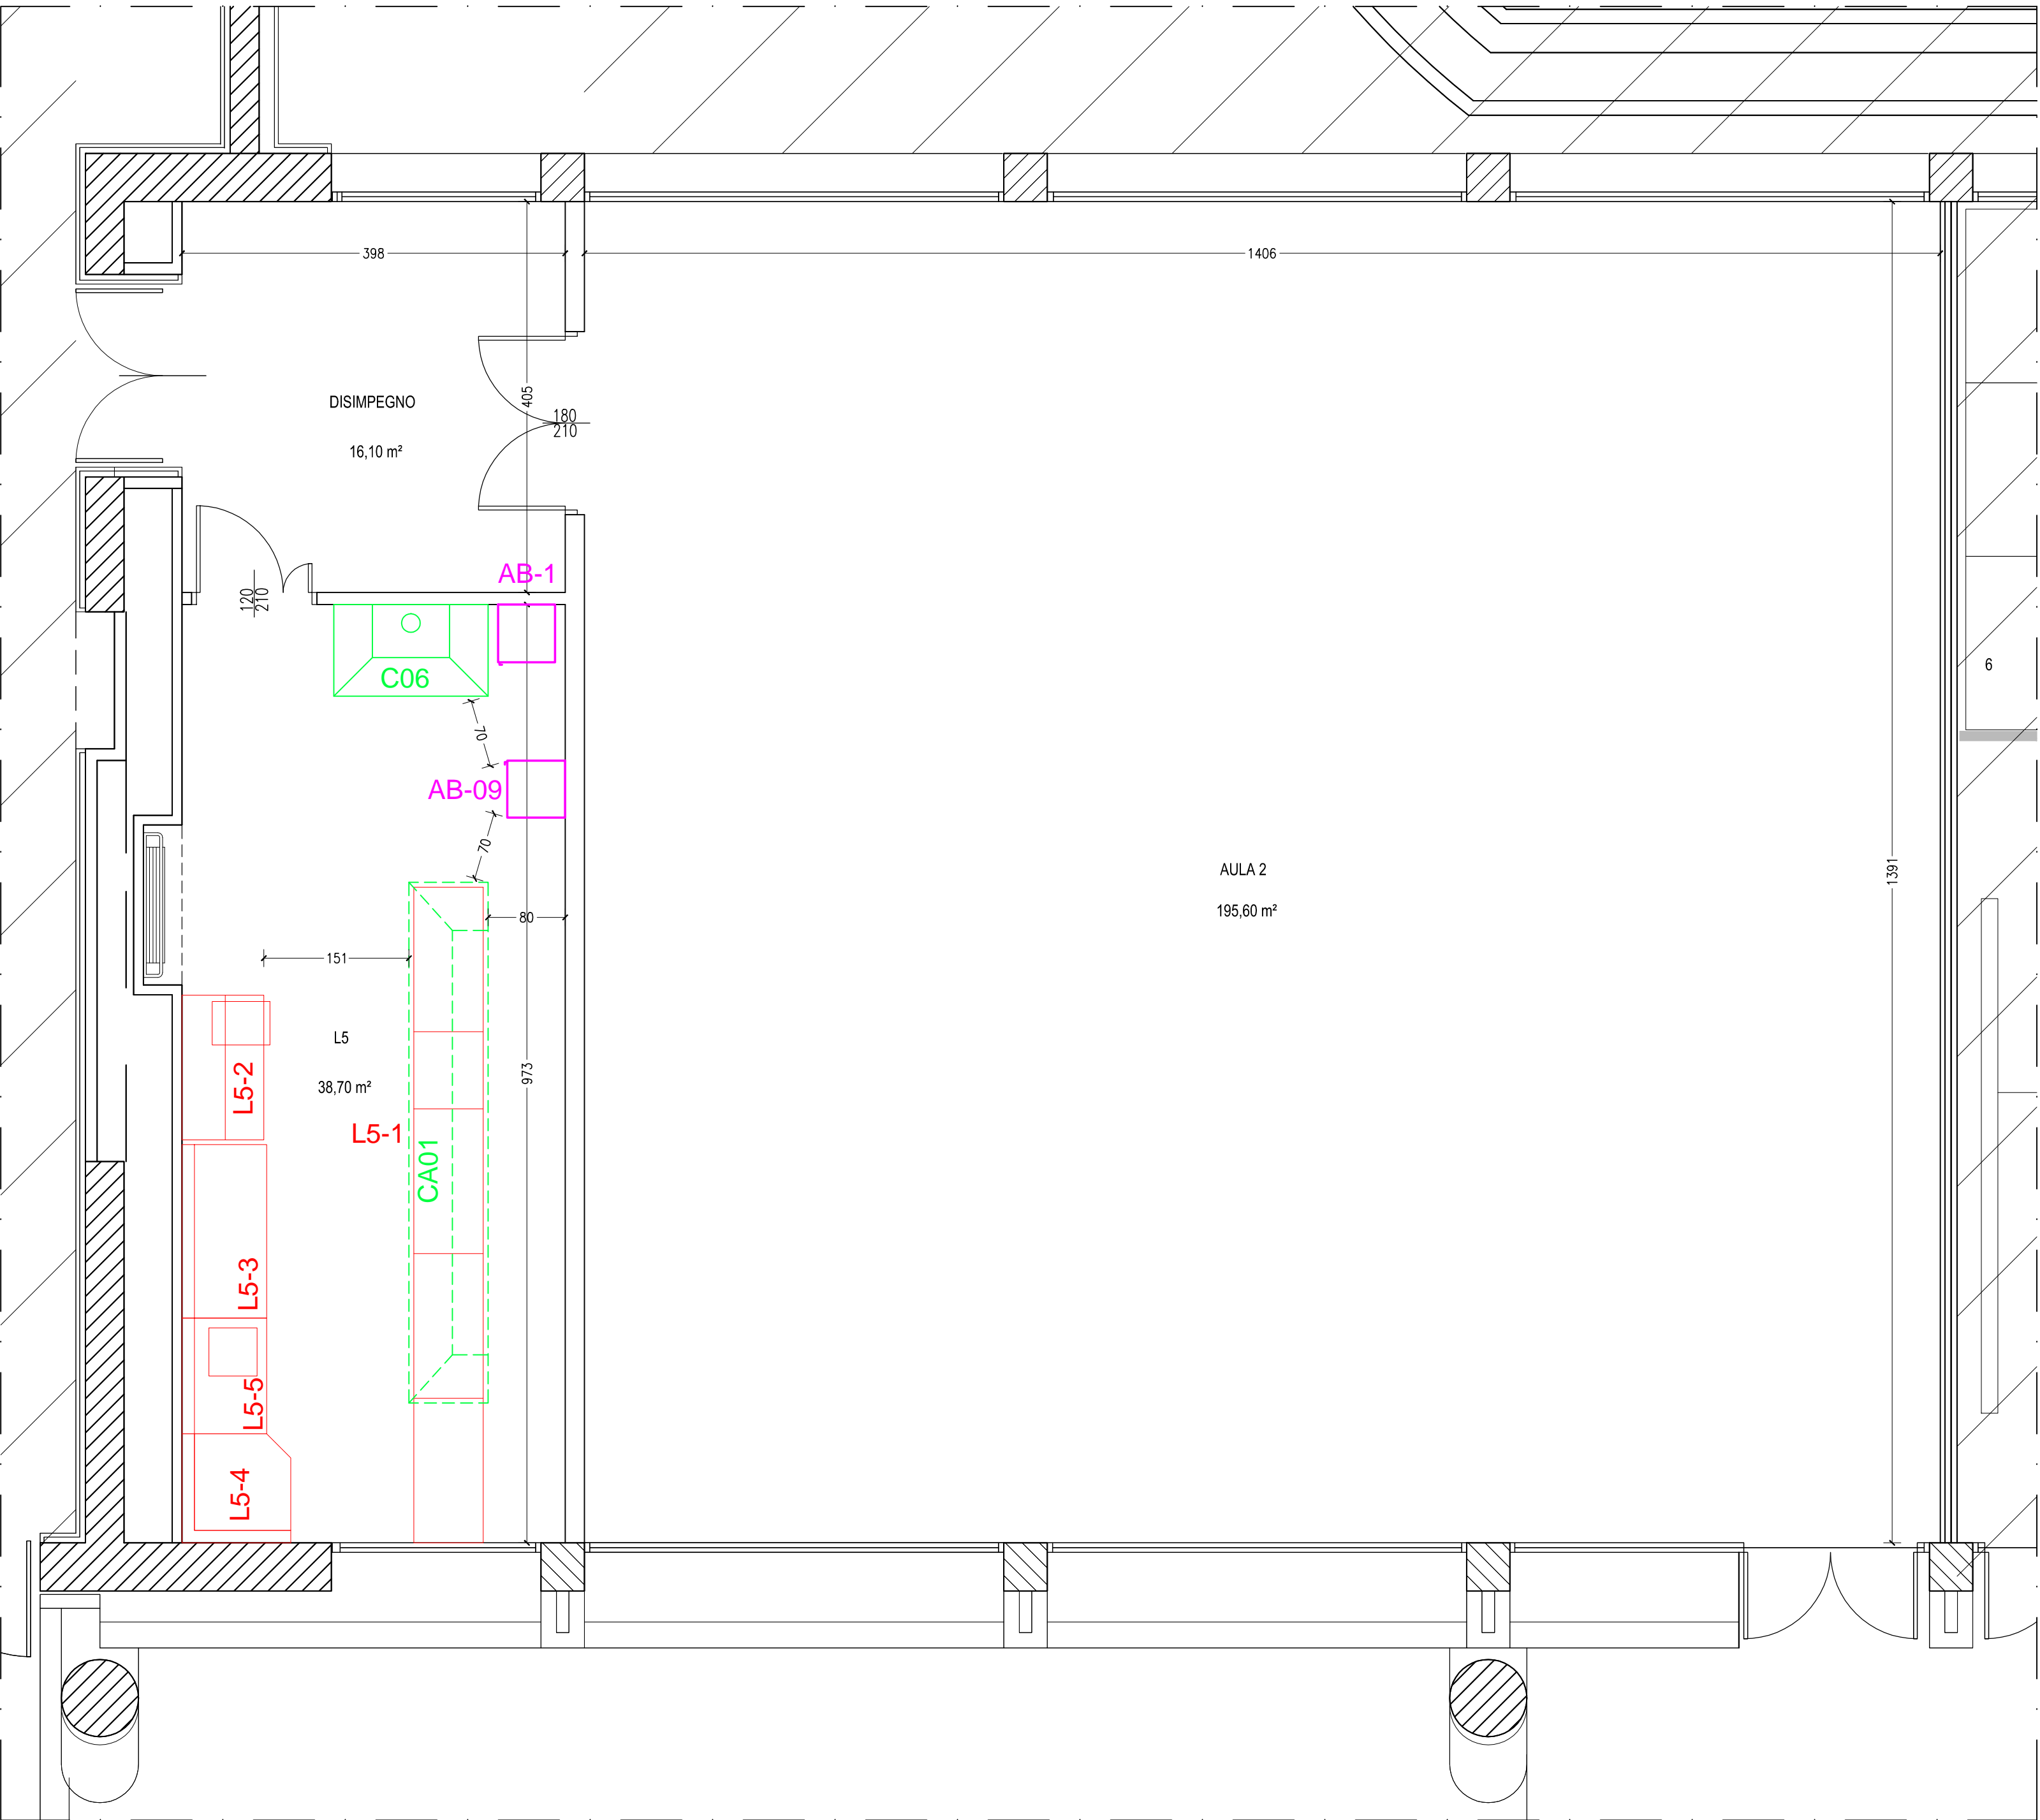 398
1406
DISIMPEGNO
16,10 m²
405
180
210
120
210
AB-1
C06
6
70
AB-09
70
AULA 2
195,60 m²
1391
80
151
L5
38,70 m²
973
L5-2
L5-1
CA01
L5-3
L5-5
L5-4